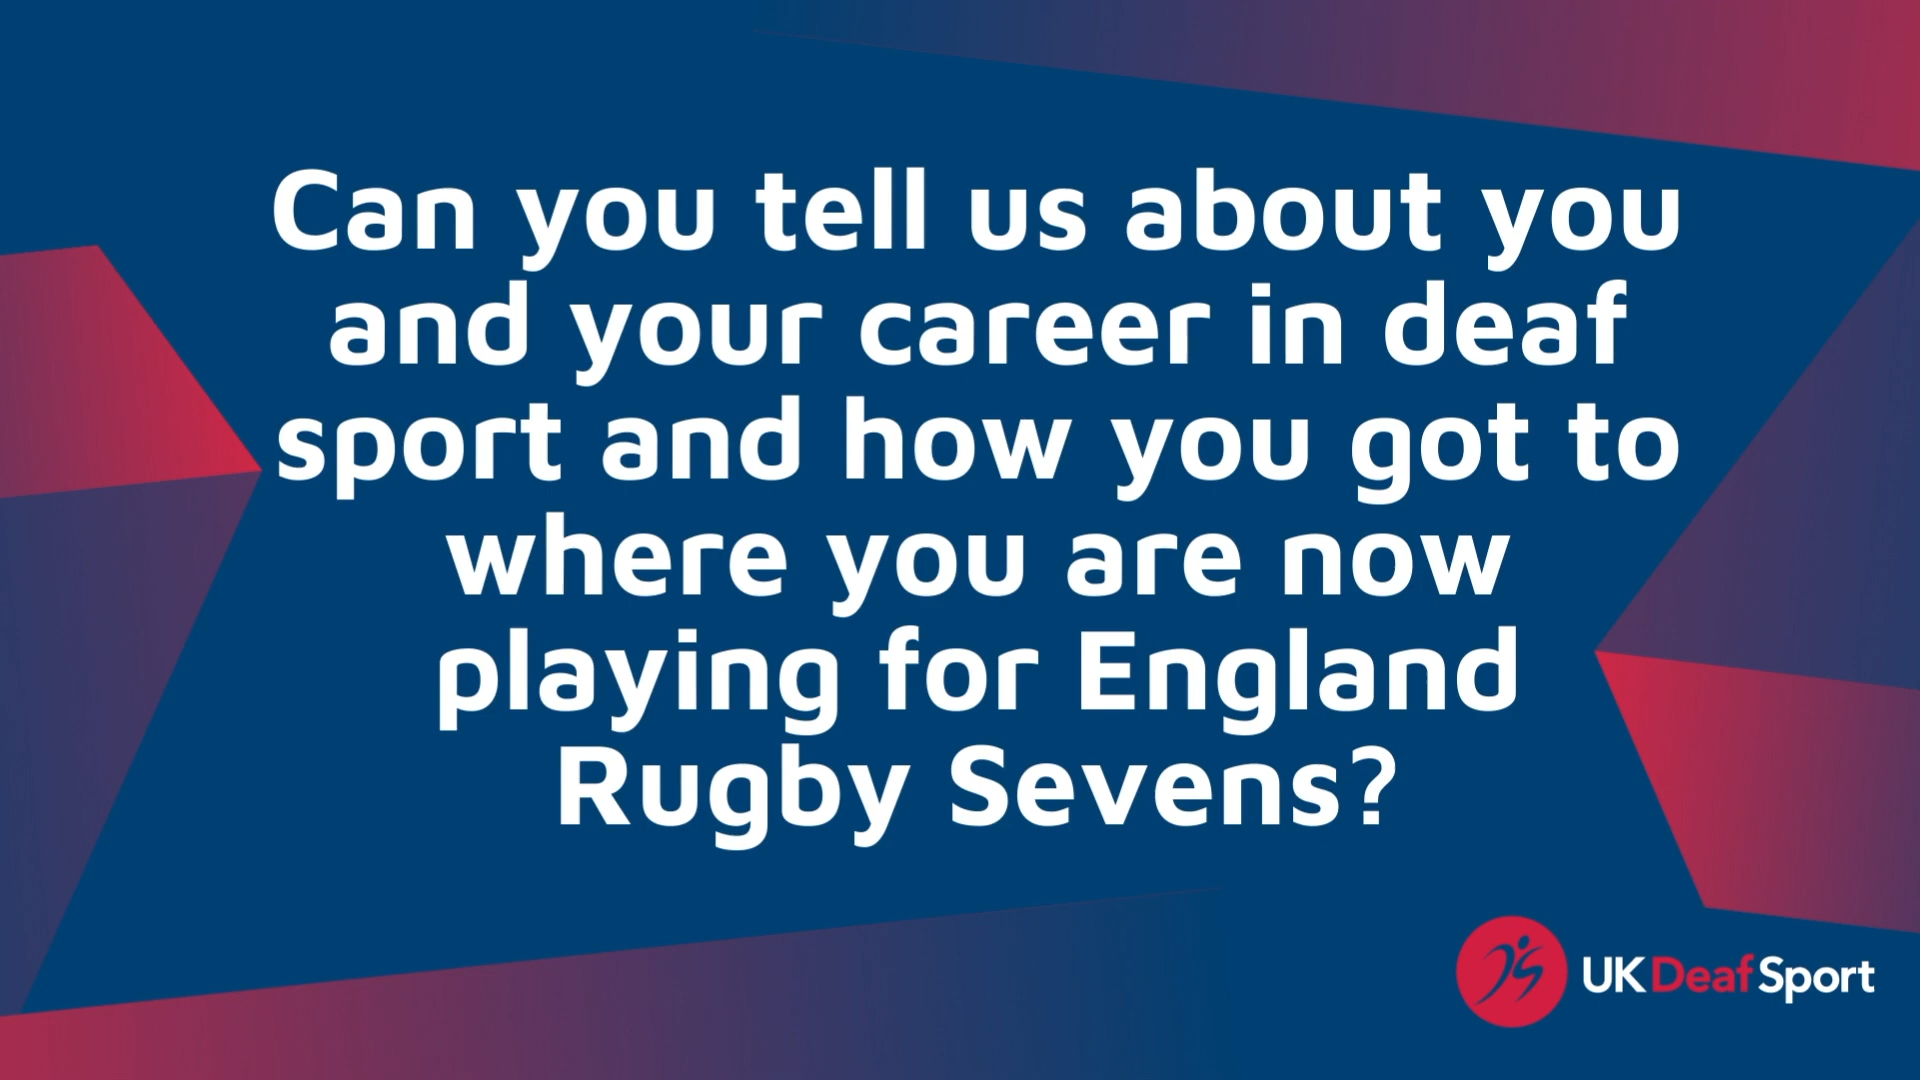 Can you tell us about you
and your career in deaf
sport and how you got to
where you are now
playing for England
Rugby Sevens?
UK Deaf Sport